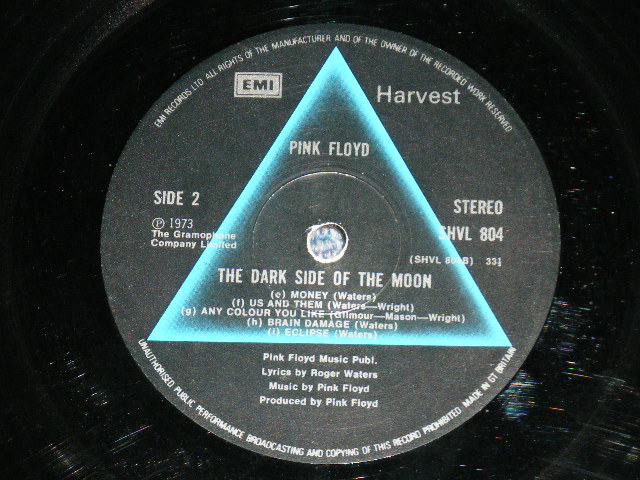 EMI RECORDS LTD ALL RIGHTS OF THE MANUFACTURER AND OF THE OWNER OF THE RECORDED WORK RESERVED
EMI
Harvest
PINK FLOYD
SIDE 2
STEREO
Ⓟ 1973
SHVL 804
The Gramophone
Company Limited
(SHVL 804B) 33⅓
THE DARK SIDE OF THE MOON
(e) MONEY (Waters)
(f) US AND THEM (Waters—Wright)
(g) ANY COLOUR YOU LIKE (Gilmour—Mason—Wright)
(h) BRAIN DAMAGE (Waters)
(i) ECLIPSE (Waters)
Pink Floyd Music Publ.
Lyrics by Roger Waters
Music by Pink Floyd
Produced by Pink Floyd
UNAUTHORISED PUBLIC PERFORMANCE BROADCASTING AND COPYING OF THIS RECORD PROHIBITED MADE IN GT BRITAIN